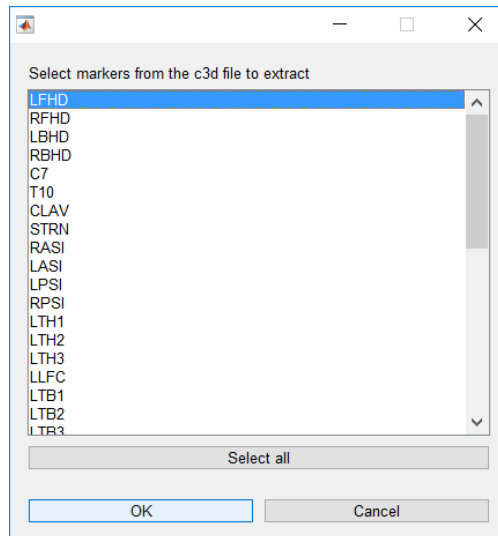 Select markers from the c3d file to extract
LFHD
RFHD
LBHD
RBHD
C7
T10
CLAV
STRN
RASI
LASI
LPSI
RPSI
LTH1
LTH2
LTH3
LLFC
LTB1
LTB2
LTB3
Select all
OK Cancel